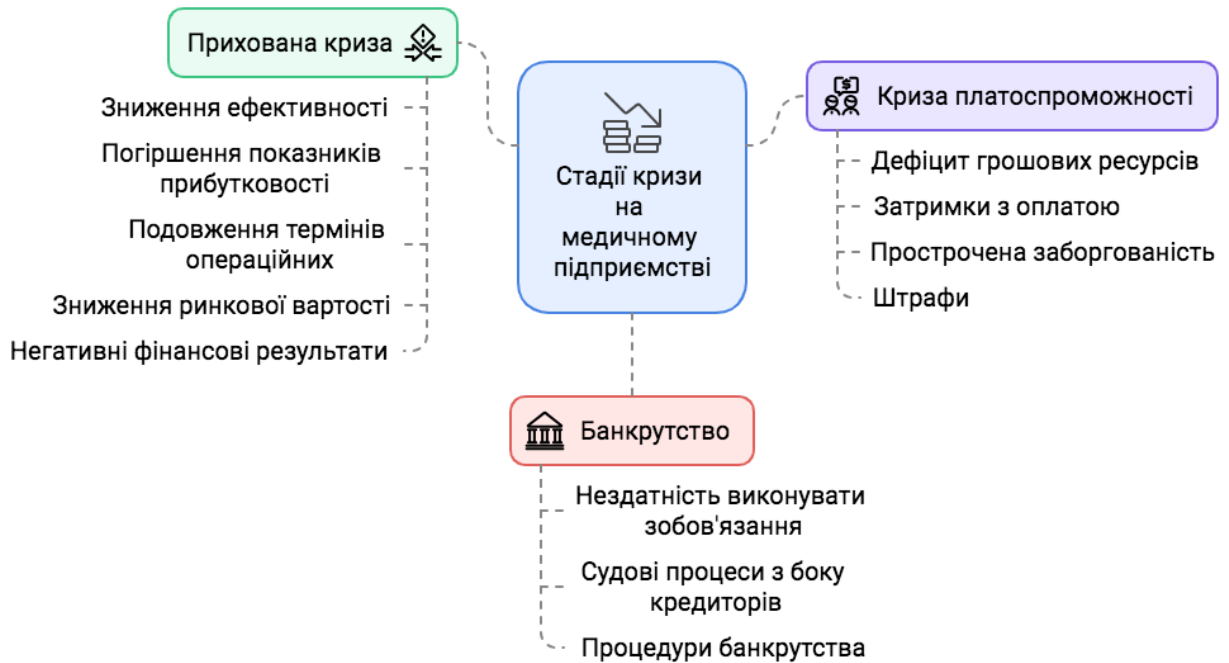 Прихована криза
Зниження ефективності
Погіршення показників
прибутковості
Подовження термінів
операційних
Зниження ринкової вартості
Негативні фінансові результати
Стадії кризи
на
медичному
підприємстві
Криза платоспроможності
Дефіцит грошових ресурсів
Затримки з оплатою
Прострочена заборгованість
Штрафи
Банкрутство
Нездатність виконувати
зобов'язання
Судові процеси з боку
кредиторів
Процедури банкрутства